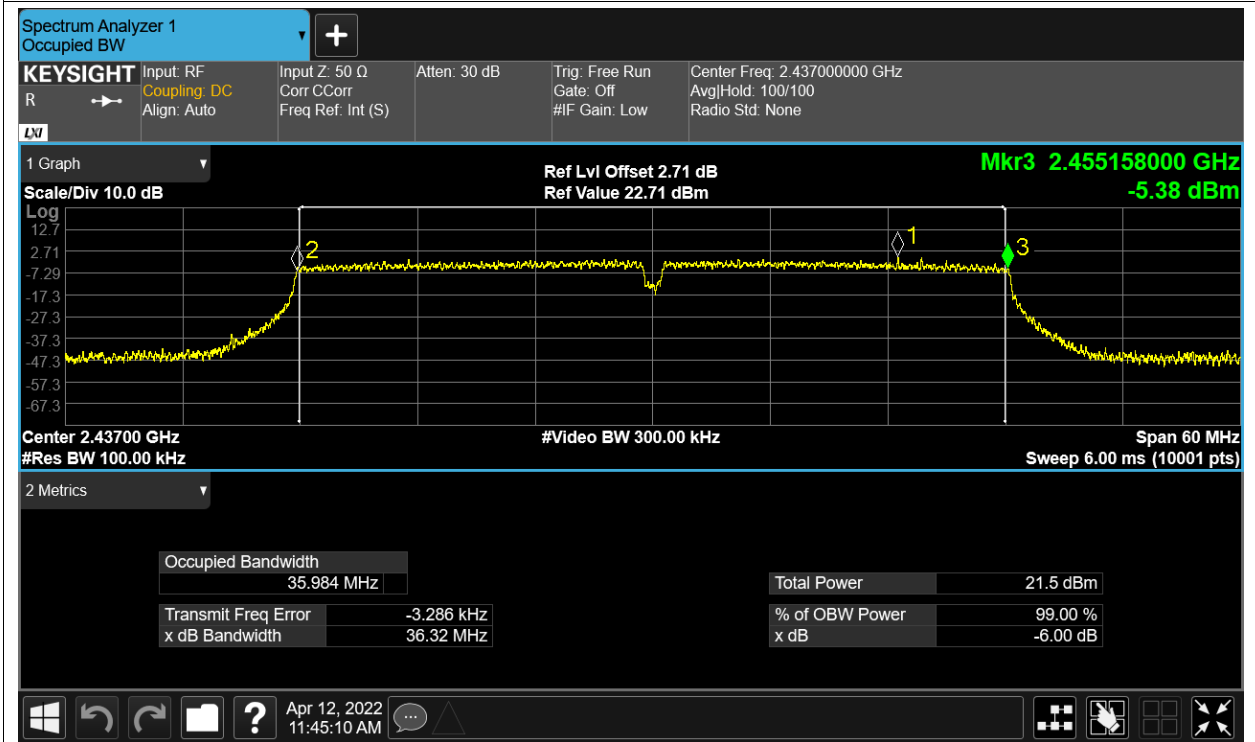 Spectrum Analyzer 1
Occupied BW
KEYSIGHT Input: RF Input Z: 50 Ω Atten: 30 dB Trig: Free Run Center Freq: 2.437000000 GHz
R Coupling: DC Corr CCorr Gate: Off Avg|Hold: 100/100
Align: Auto Freq Ref: Int (S) #IF Gain: Low Radio Std: None
LXI
1 Graph Ref Lvl Offset 2.71 dB Mkr3 2.455158000 GHz
Scale/Div 10.0 dB Ref Value 22.71 dBm -5.38 dBm
Log
12.7
2.71
-7.29
-17.3
-27.3
-37.3
-47.3
-57.3
-67.3
2
1
3
Center 2.43700 GHz #Video BW 300.00 kHz Span 60 MHz
#Res BW 100.00 kHz Sweep 6.00 ms (10001 pts)
2 Metrics
Occupied Bandwidth
35.984 MHz Total Power 21.5 dBm
Transmit Freq Error -3.286 kHz % of OBW Power 99.00 %
x dB Bandwidth 36.32 MHz x dB -6.00 dB
Apr 12, 2022
11:45:10 AM